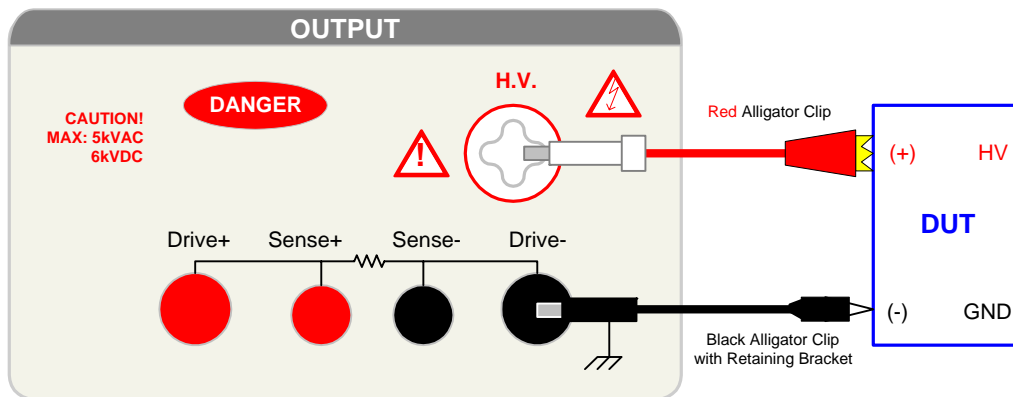 OUTPUT
H.V.
DANGER
CAUTION!
MAX: 5kVAC
6kVDC
!
Red Alligator Clip
(+) HV
DUT
Drive+ Sense+ Sense- Drive-
(-) GND
Black Alligator Clip
with Retaining Bracket